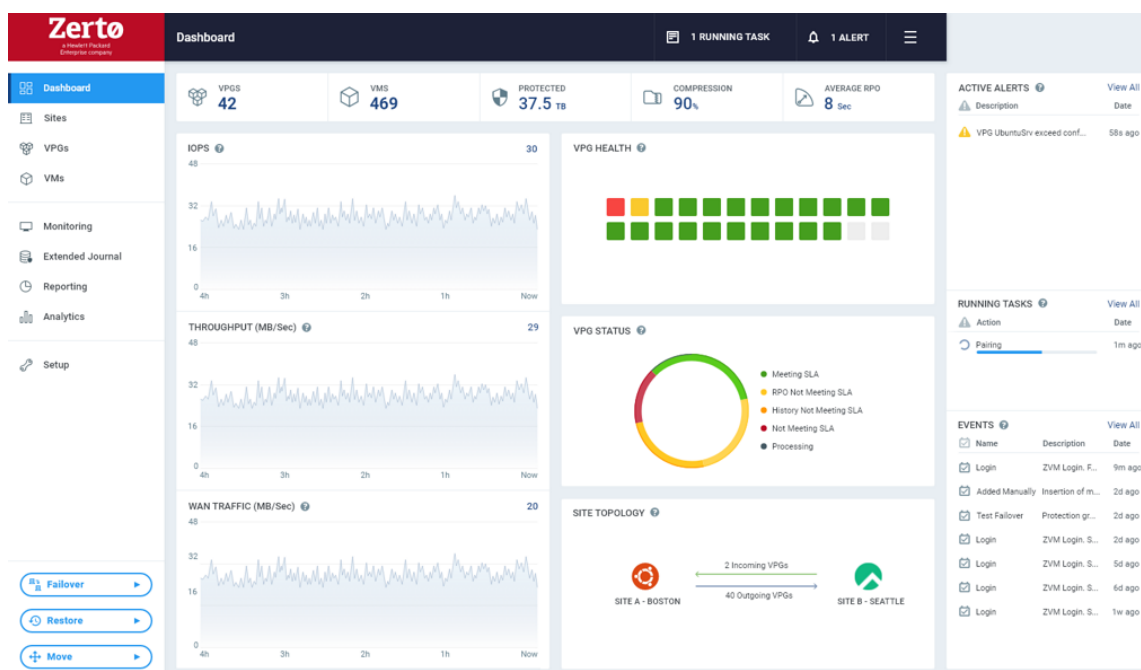 Zertø
a Hewlett Packard
Enterprise company
Dashboard
1 RUNNING TASK
1 ALERT
Dashboard
Sites
VPGs
VMs
Monitoring
Extended Journal
Reporting
Analytics
Setup
Failover
Restore
Move
VPGS
42
VMS
469
PROTECTED
37.5 TB
COMPRESSION
90%
AVERAGE RPO
8 Sec
IOPS 30
48
32
16
0
4h 3h 2h 1h Now
THROUGHPUT (MB/Sec) 29
48
32
16
0
4h 3h 2h 1h Now
WAN TRAFFIC (MB/Sec) 20
48
32
16
0
4h 3h 2h 1h Now
VPG HEALTH
VPG STATUS
Meeting SLA
RPO Not Meeting SLA
History Not Meeting SLA
Not Meeting SLA
Processing
SITE TOPOLOGY
2 Incoming VPGs
40 Outgoing VPGs
SITE A - BOSTON
SITE B - SEATTLE
ACTIVE ALERTS View All
Description Date
VPG UbuntuSrv exceed conf... 58s ago
RUNNING TASKS View All
Action Date
Pairing 1m ago
EVENTS View All
Name Description Date
Login ZVM Login. F... 9m ago
Added Manually Insertion of m... 2d ago
Test Failover Protection gr... 2d ago
Login ZVM Login. S... 2d ago
Login ZVM Login. S... 5d ago
Login ZVM Login. S... 6d ago
Login ZVM Login. S... 1w ago